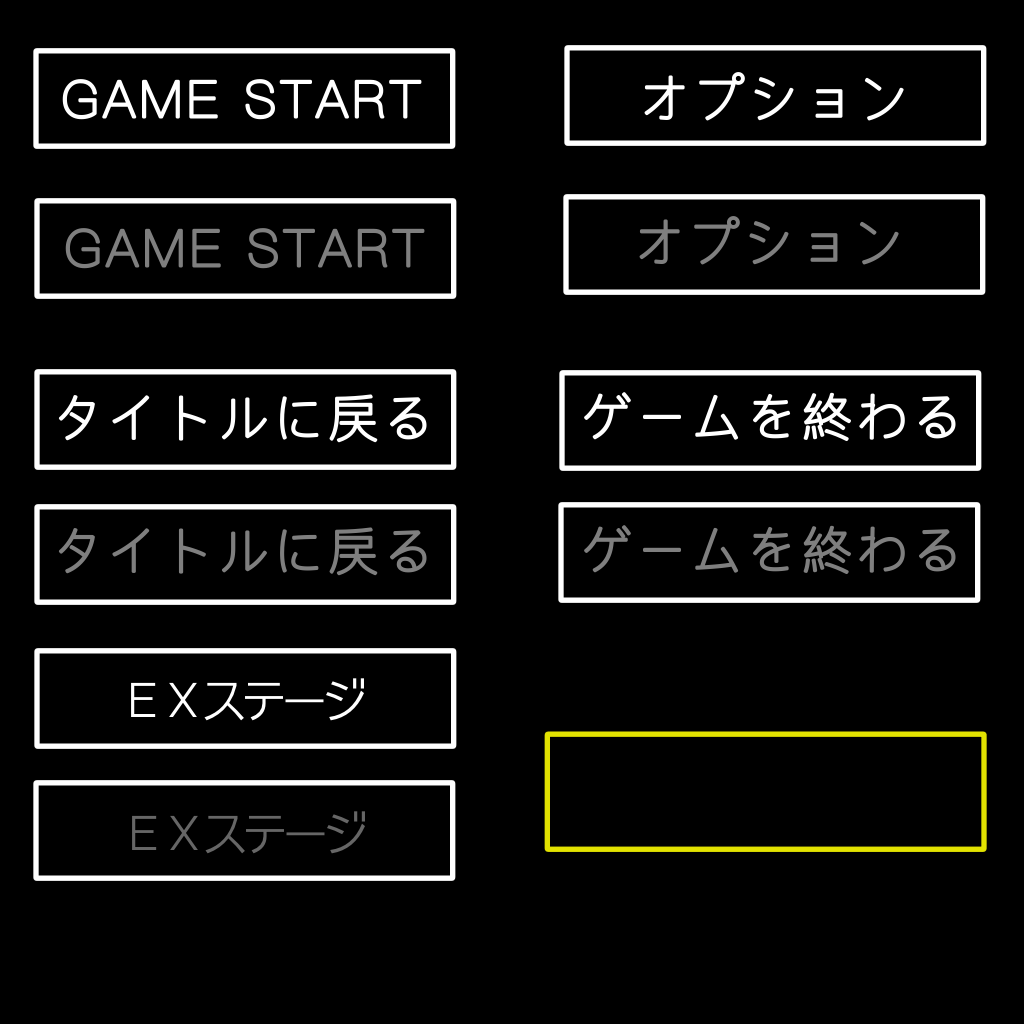 GAME START
オプション
GAME START
オプション
タイトルに戻る
ゲームを終わる
タイトルに戻る
ゲームを終わる
ＥＸステージ
ＥＸステージ